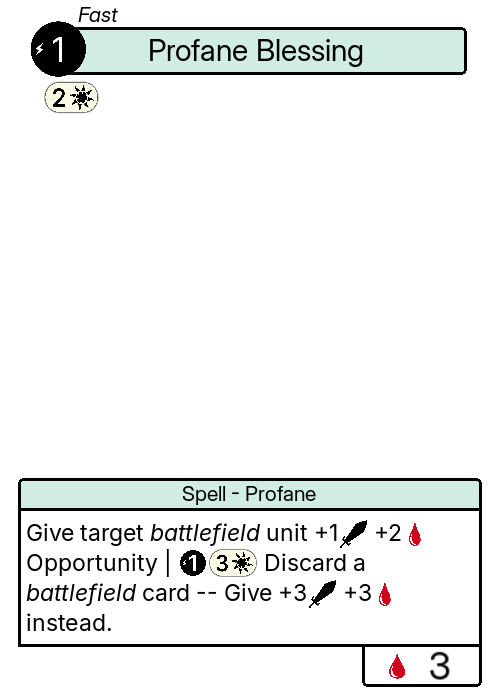 Fast
1 Profane Blessing
2
Spell - Profane
Give target battlefield unit +1 +2
Opportunity | 1 3 Discard a
battlefield card -- Give +3 +3
instead.
3